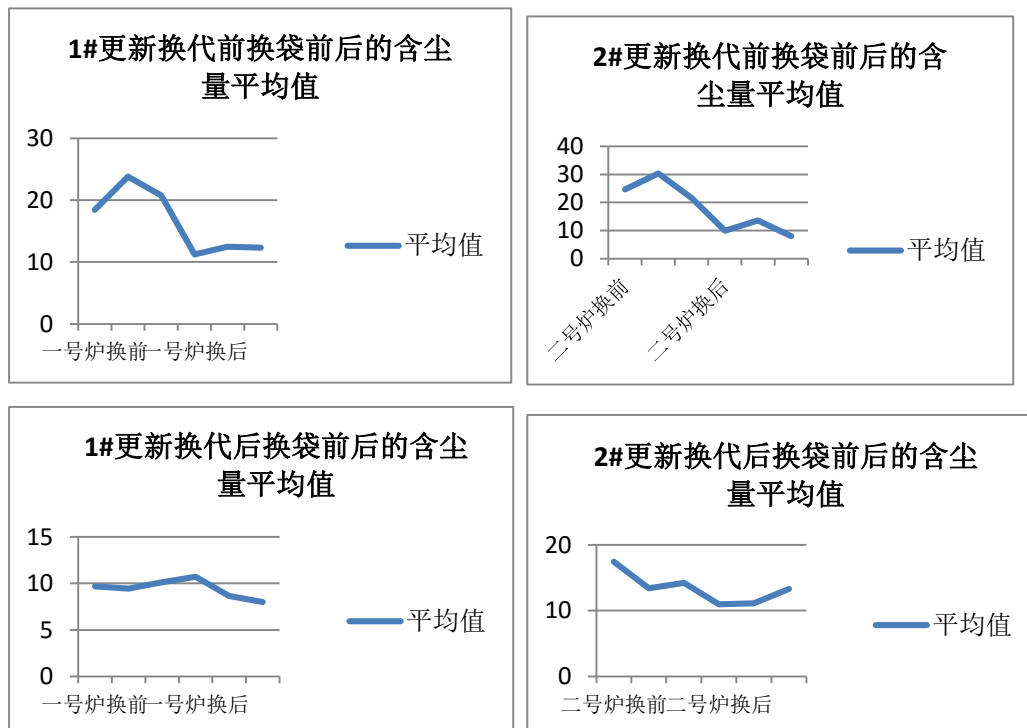 1#更新换代前换袋前后的含尘
量平均值
30
20
10
0
一号炉换前
一号炉换后
平均值
2#更新换代前换袋前后的含
尘量平均值
40
30
20
10
0
二号炉换前
二号炉换后
平均值
1#更新换代后换袋前后的含尘
量平均值
15
10
5
0
一号炉换前
一号炉换后
平均值
2#更新换代后换袋前后的含尘
量平均值
20
10
0
二号炉换前
二号炉换后
平均值